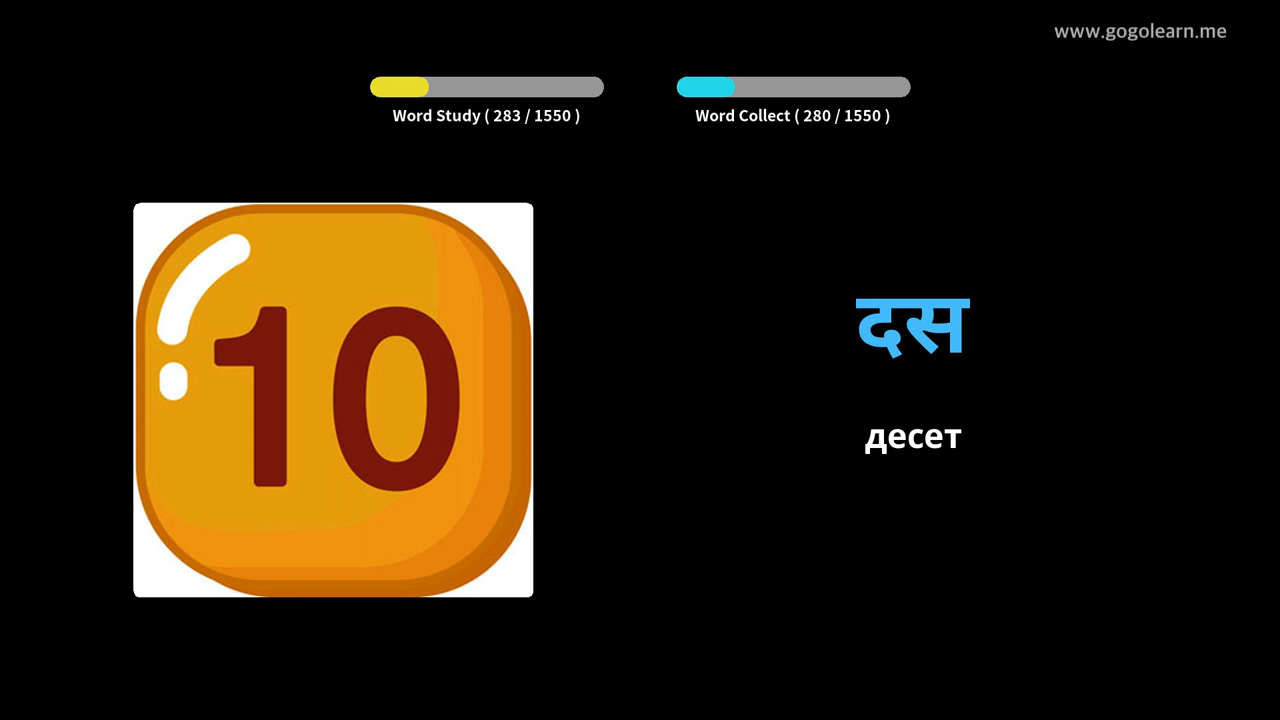 www.gogolearn.me
Word Study ( 283 / 1550 )
Word Collect ( 280 / 1550 )
10
दस
десет